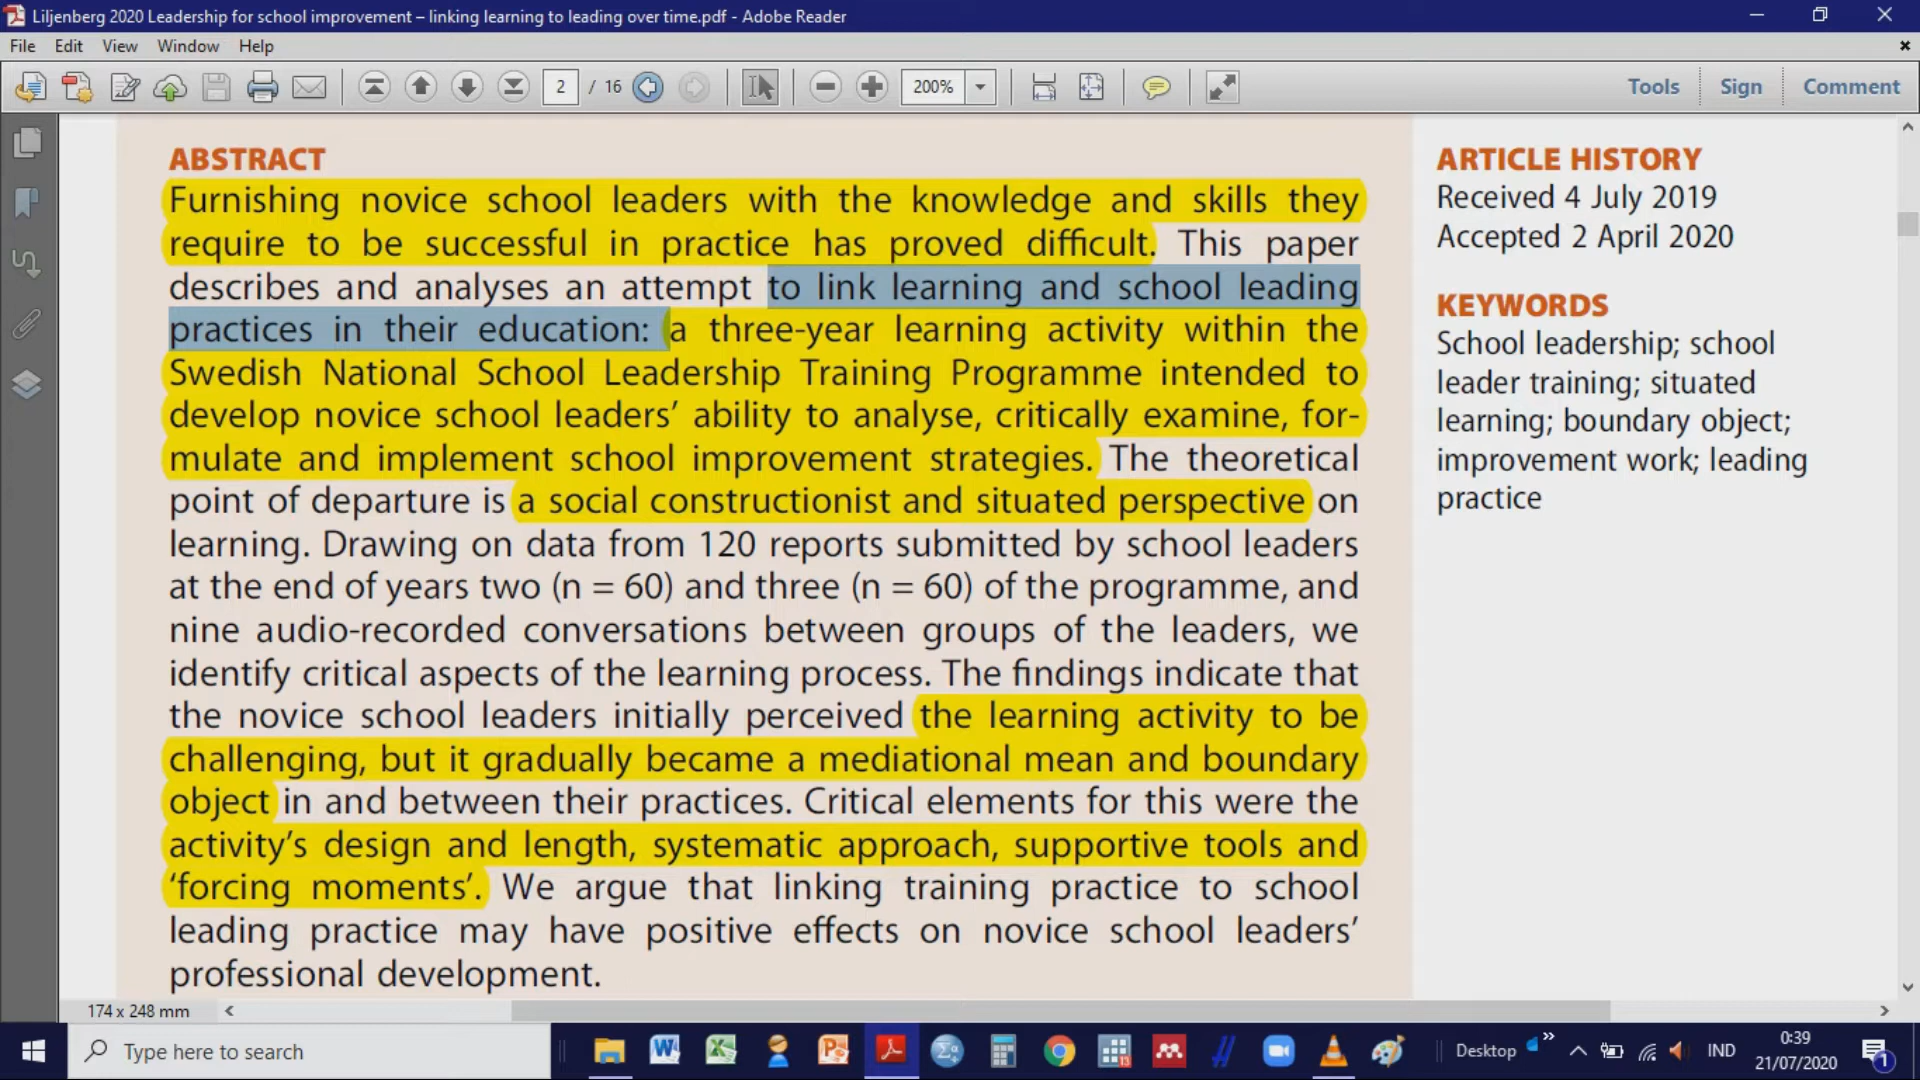 Liljenberg 2020 Leadership for school improvement – linking learning to leading over time.pdf - Adobe Reader
File Edit View Window Help
2 / 16 200% Tools Sign Comment
ABSTRACT
Furnishing novice school leaders with the knowledge and skills they
require to be successful in practice has proved difficult. This paper
describes and analyses an attempt to link learning and school leading
practices in their education: a three-year learning activity within the
Swedish National School Leadership Training Programme intended to
develop novice school leaders’ ability to analyse, critically examine, for-
mulate and implement school improvement strategies. The theoretical
point of departure is a social constructionist and situated perspective on
learning. Drawing on data from 120 reports submitted by school leaders
at the end of years two (n = 60) and three (n = 60) of the programme, and
nine audio-recorded conversations between groups of the leaders, we
identify critical aspects of the learning process. The findings indicate that
the novice school leaders initially perceived the learning activity to be
challenging, but it gradually became a mediational mean and boundary
object in and between their practices. Critical elements for this were the
activity’s design and length, systematic approach, supportive tools and
‘forcing moments’. We argue that linking training practice to school
leading practice may have positive effects on novice school leaders’
professional development.
ARTICLE HISTORY
Received 4 July 2019
Accepted 2 April 2020
KEYWORDS
School leadership; school
leader training; situated
learning; boundary object;
improvement work; leading
practice
174 x 248 mm
Type here to search
Desktop
IND
0:39
21/07/2020
1